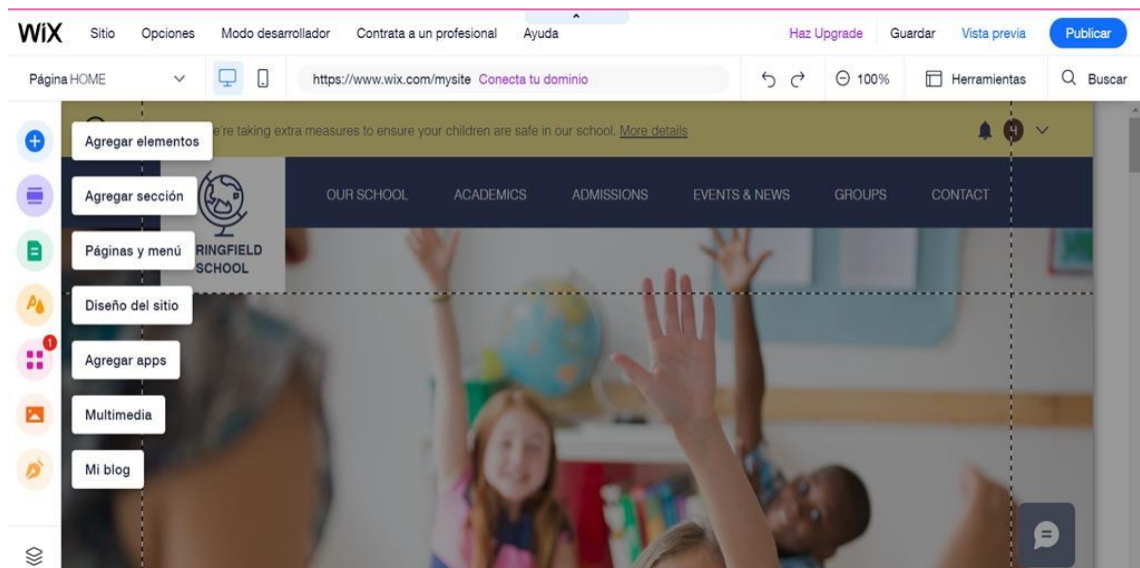 WiX Sitio Opciones Modo desarrollador Contrata a un profesional Ayuda Haz Upgrade Guardar Vista previa Publicar
Página HOME https://www.wix.com/mysite Conecta tu dominio 100% Herramientas Buscar
Agregar elementos e're taking extra measures to ensure your children are safe in our school. More details 4
Agregar sección OUR SCHOOL ACADEMICS ADMISSIONS EVENTS & NEWS GROUPS CONTACT
Páginas y menú RINGFIELD
SCHOOL
Diseño del sitio
1
Agregar apps
Multimedia
Mi blog